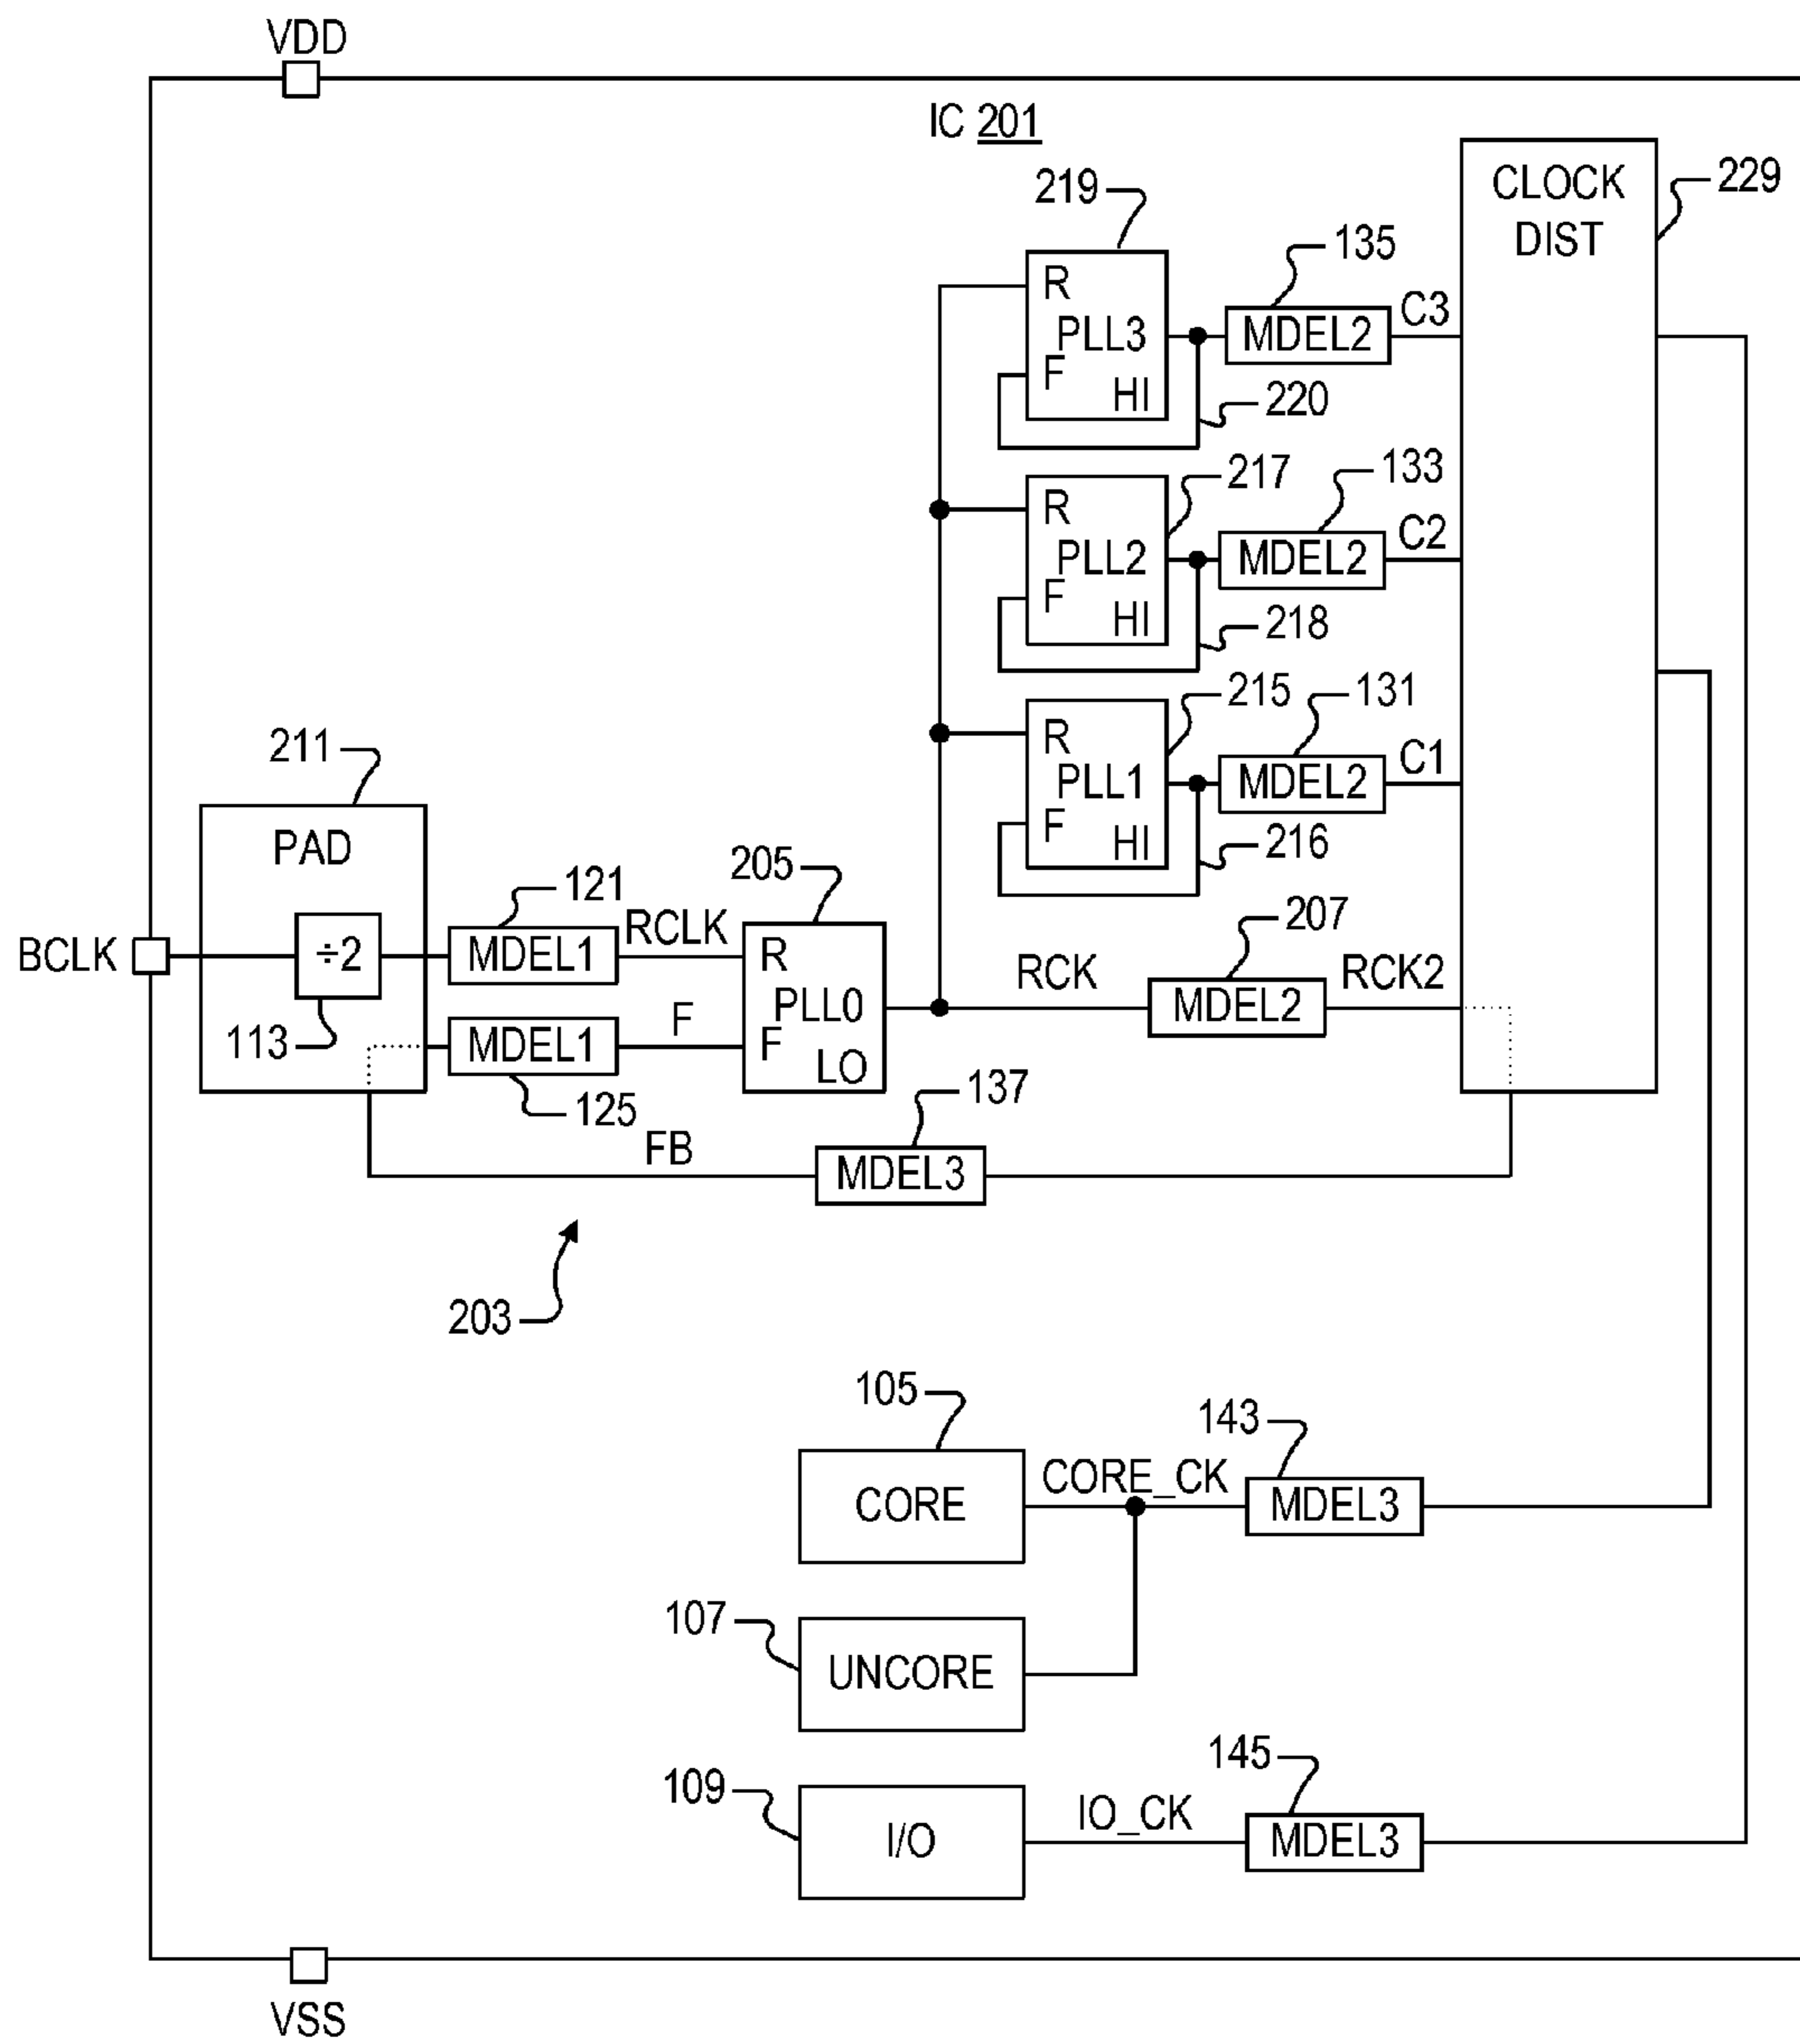 VDD
IC 201
219
CLOCK
DIST
229
135
R
PLL3
F
HI
MDEL2
C3
220
217
133
R
PLL2
F
HI
MDEL2
C2
218
215
131
R
PLL1
F
HI
MDEL2
C1
216
211
PAD
÷2
113
BCLK
121
MDEL1
RCLK
205
R
PLL0
F
LO
MDEL1
F
125
RCK
207
MDEL2
RCK2
137
FB
MDEL3
203
105
CORE
CORE_CK
143
MDEL3
107
UNCORE
109
I/O
IO_CK
145
MDEL3
VSS